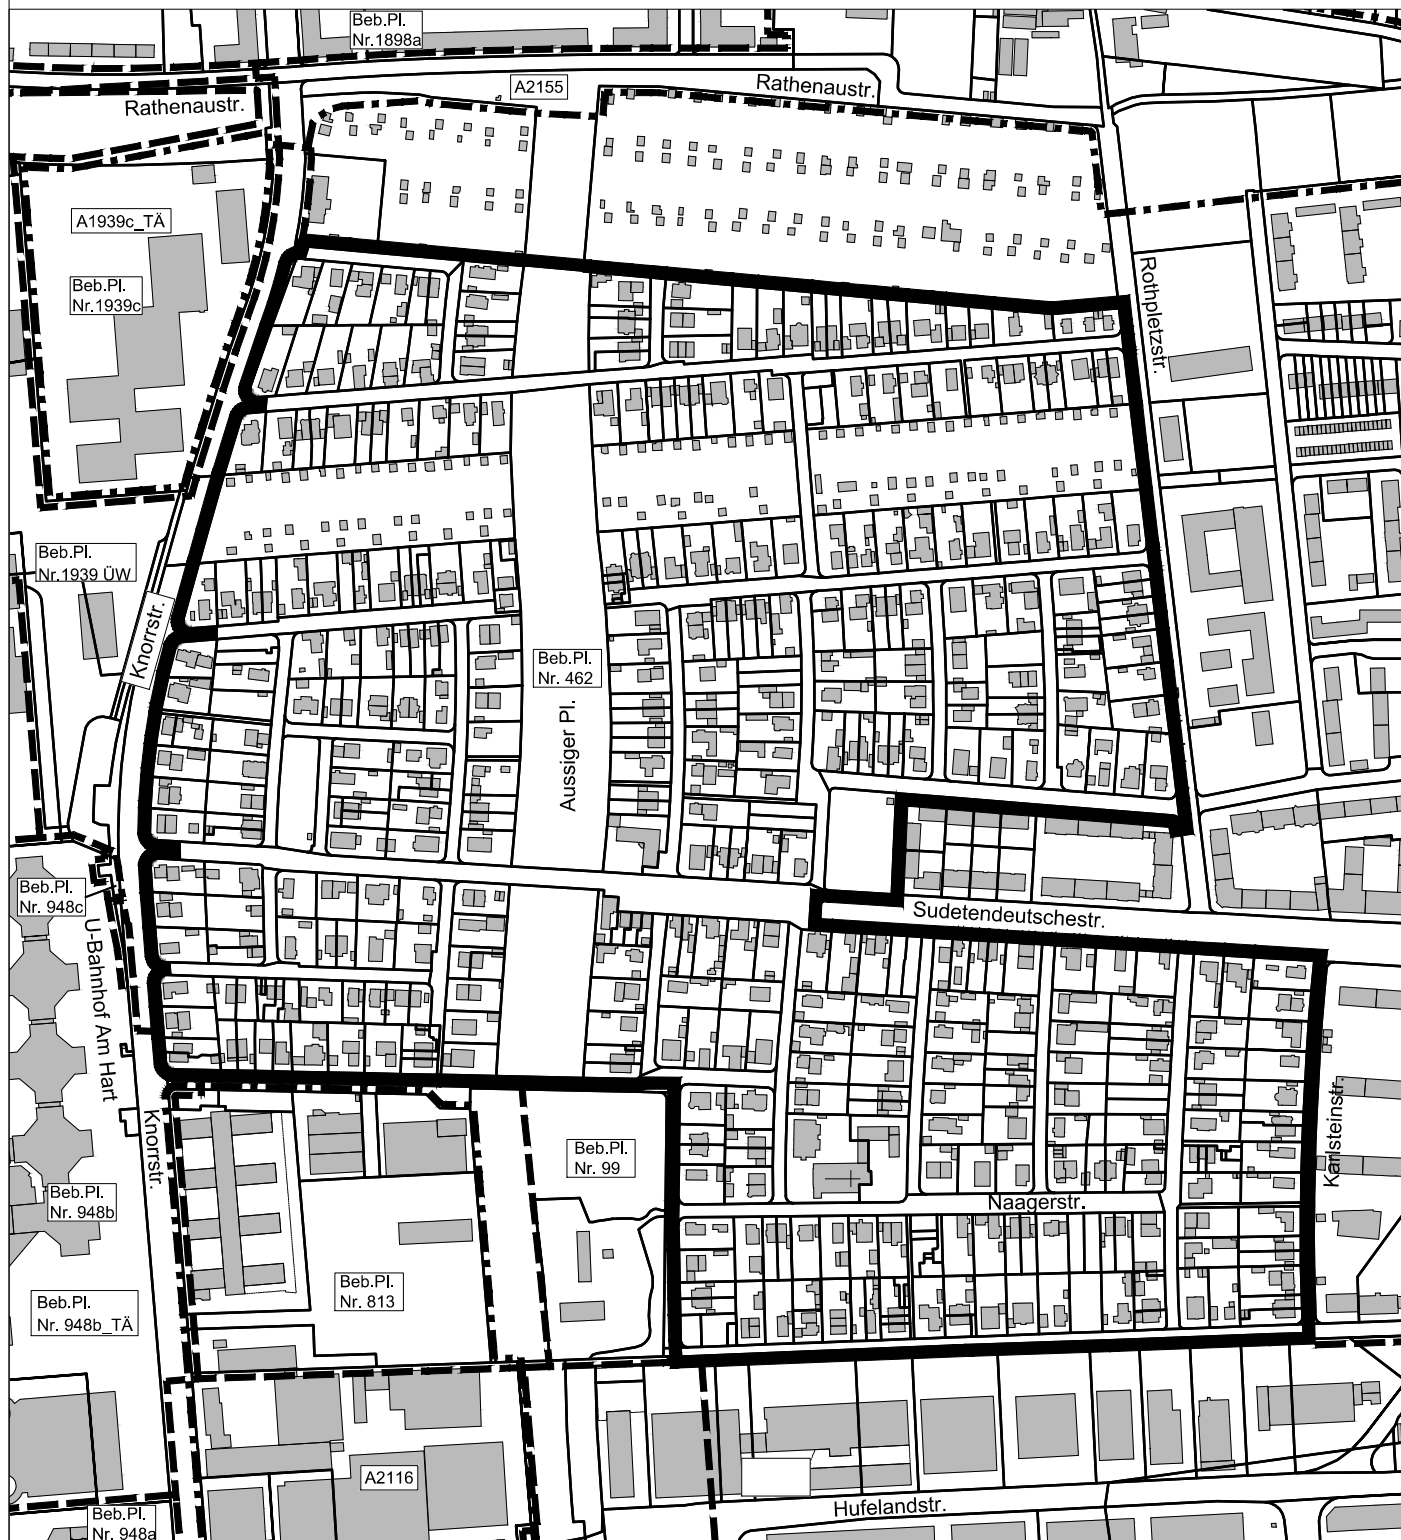 Beb.Pl.
Nr.1898a
Rathenaustr.
A2155
Rathenaustr.
A1939c_TÄ
Beb.Pl.
Nr.1939c
Rothpletzstr.
Beb.Pl.
Nr.1939 ÜW
Knorrstr.
Beb.Pl.
Nr. 462
Aussiger Pl.
Beb.Pl.
Nr. 948c
Sudetendeutschestr.
U-Bahnhof Am Hart
Knorrstr.
Karlsteinstr.
Beb.Pl.
Nr. 99
Beb.Pl.
Nr. 948b
Naagerstr.
Beb.Pl.
Nr. 813
Beb.Pl.
Nr. 948b_TÄ
A2116
Hufelandstr.
Beb.Pl.
Nr. 948a